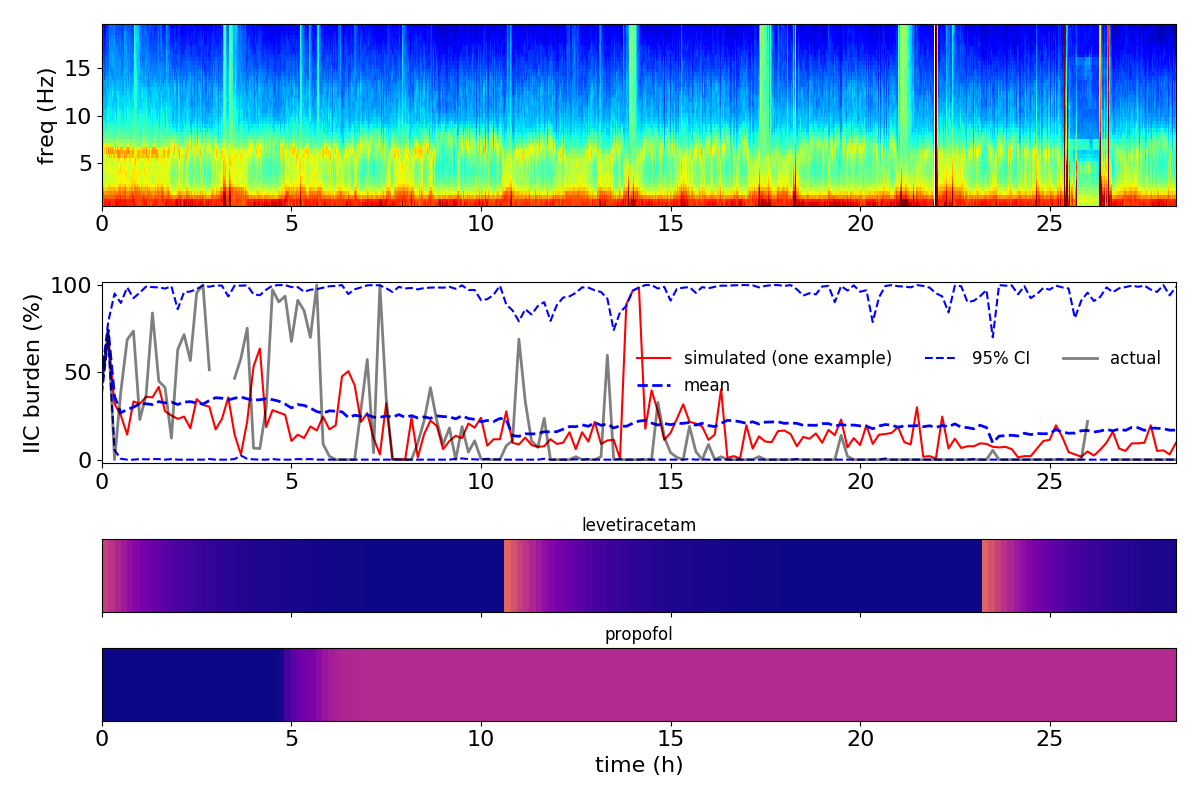 freq (Hz)
15
10
5
0 5 10 15 20 25
IIC burden (%)
100
50
0
simulated (one example) 95% CI actual
mean
0 5 10 15 20 25
levetiracetam
propofol
0 5 10 15 20 25
time (h)